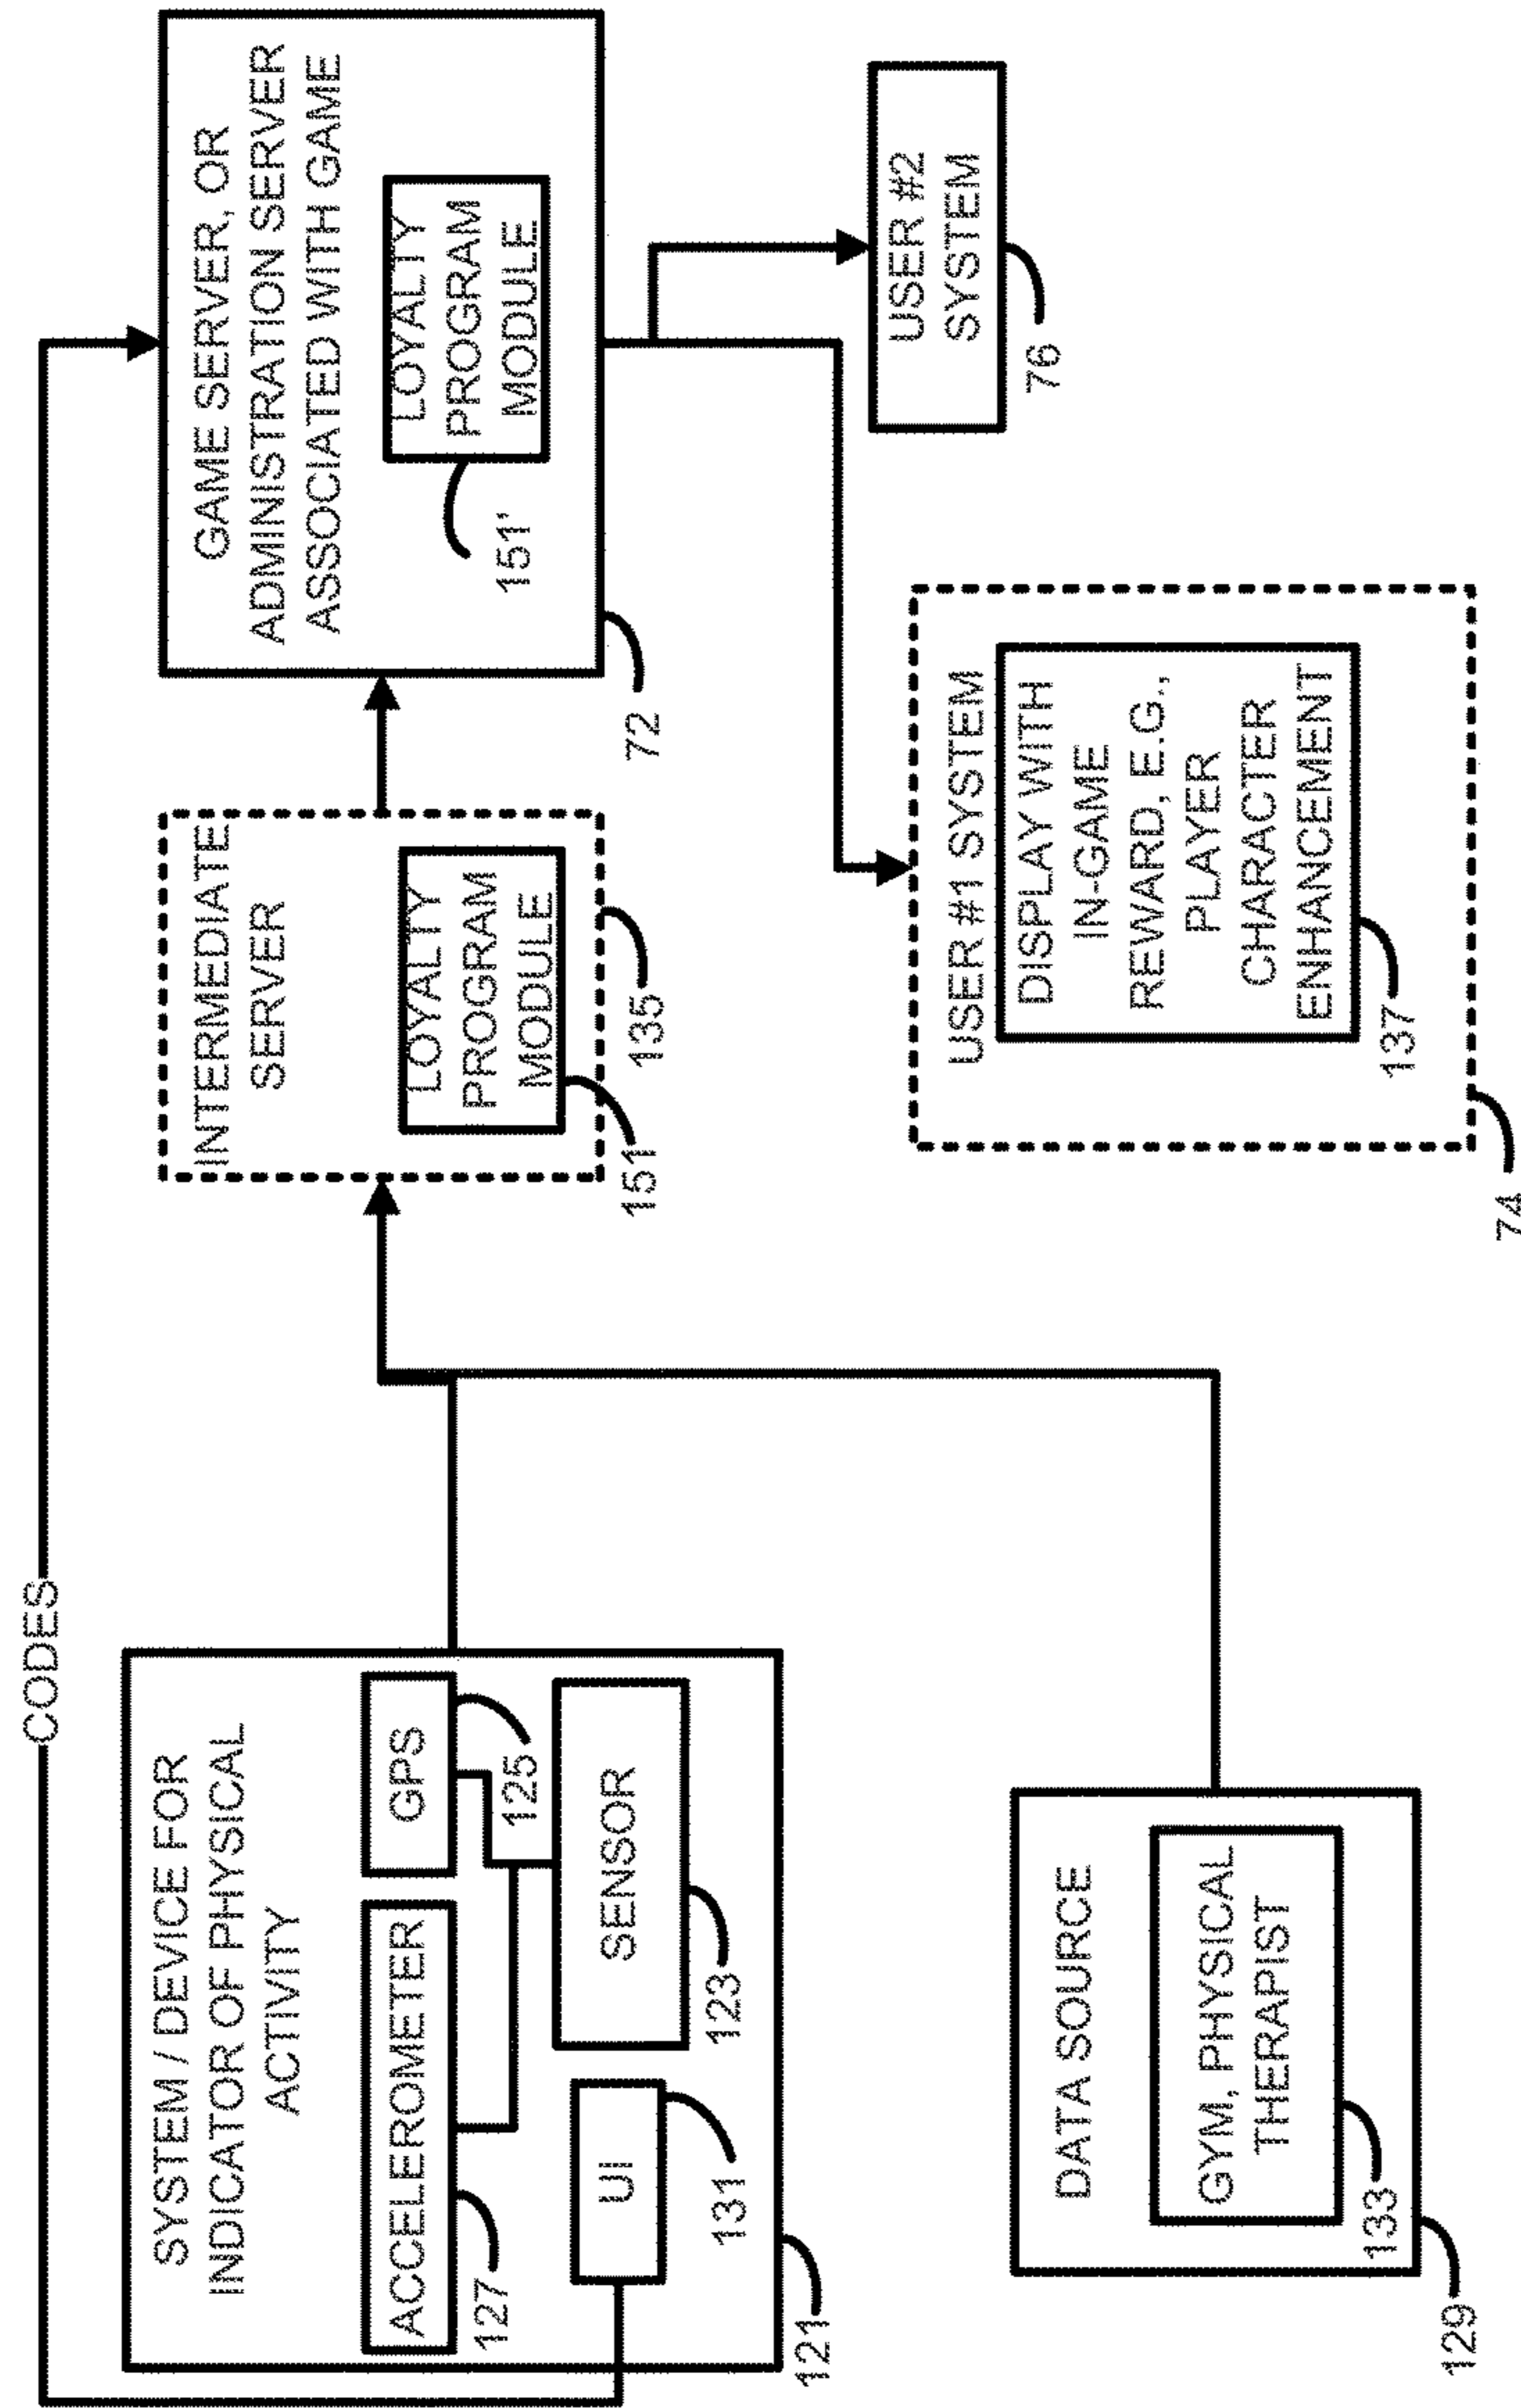 CODES
SYSTEM / DEVICE FOR
INDICATOR OF PHYSICAL
ACTIVITY
ACCELEROMETER
GPS
127
125
UI
SENSOR
131
123
121
DATA SOURCE
GYM, PHYSICAL
THERAPIST
133
129
INTERMEDIATE
SERVER
LOYALTY
PROGRAM
MODULE
151
135
GAME SERVER, OR
ADMINISTRATION SERVER
ASSOCIATED WITH GAME
LOYALTY
PROGRAM
MODULE
151'
72
USER #1 SYSTEM
DISPLAY WITH
IN-GAME
REWARD, E.G.,
PLAYER
CHARACTER
ENHANCEMENT
137
74
USER #2
SYSTEM
76